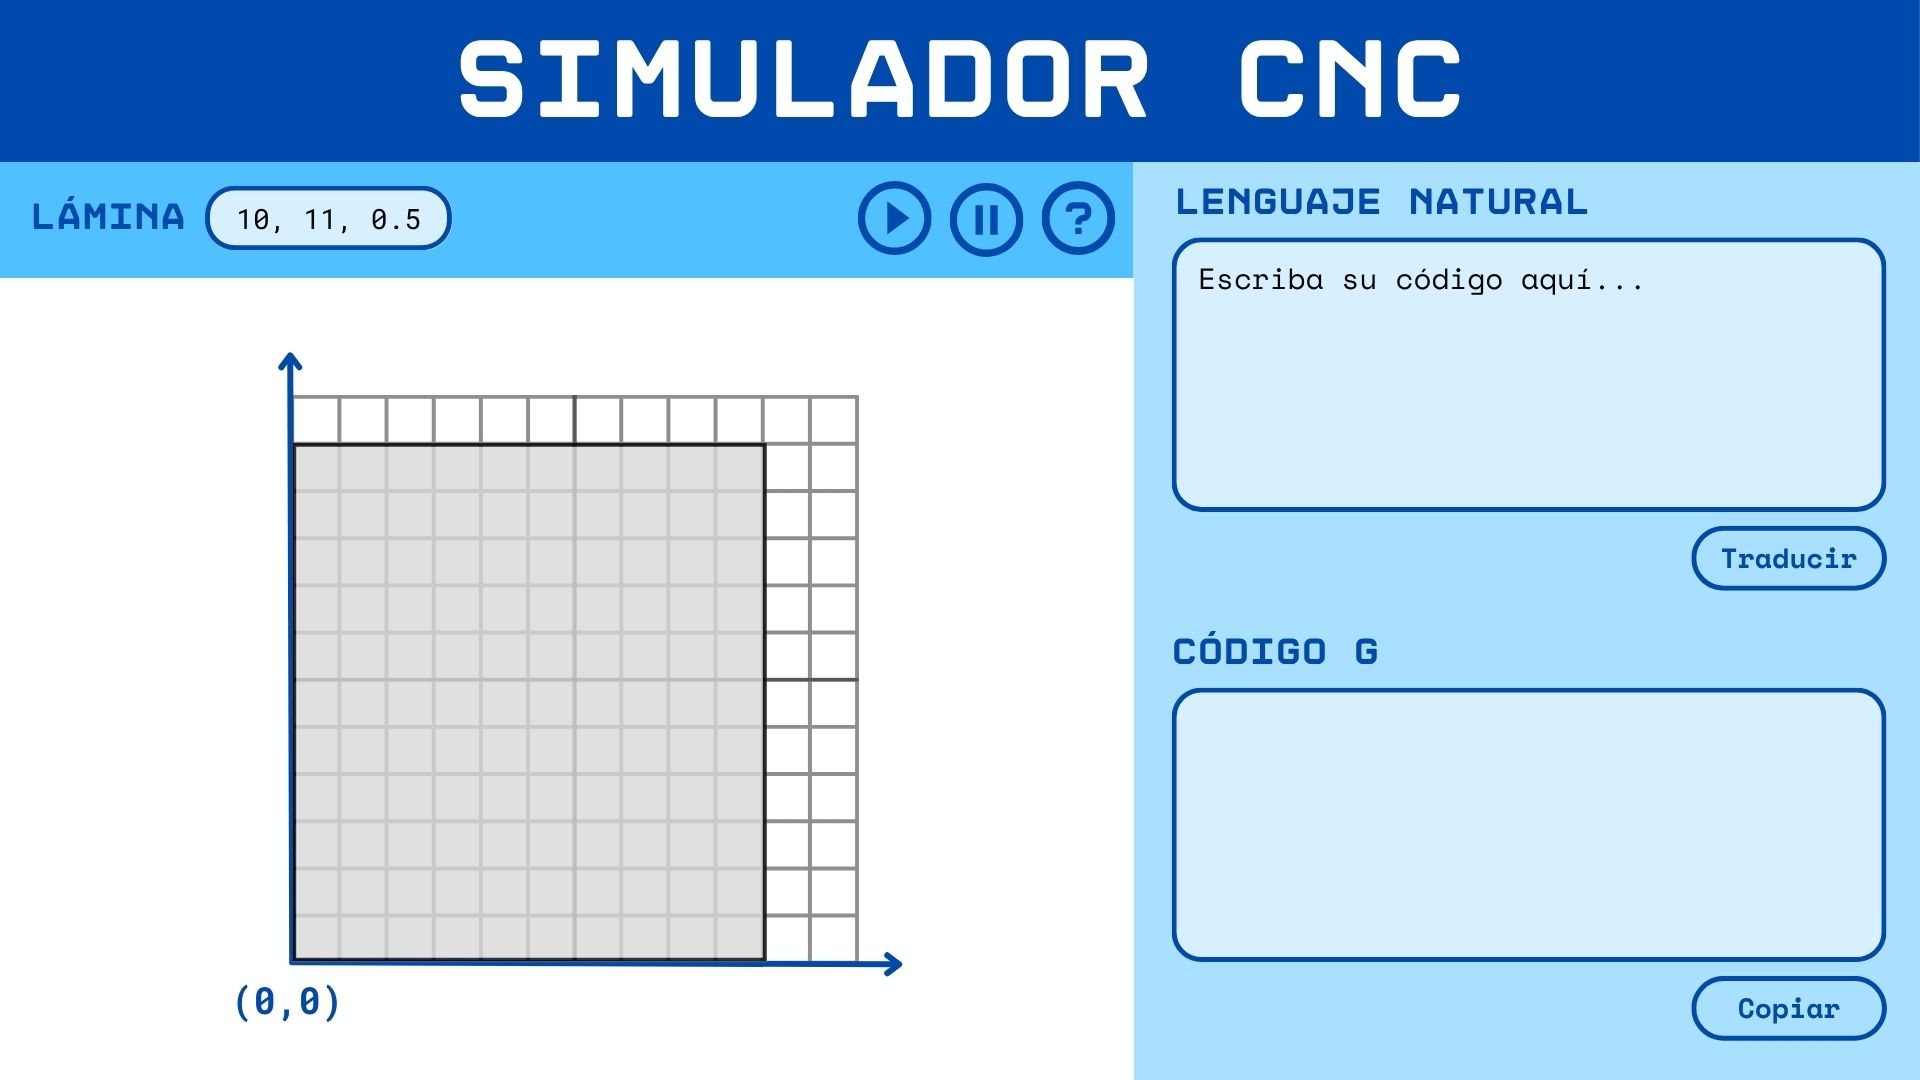 SIMULADOR CNC
LÁMINA
10, 11, 0.5
?
(0,0)
LENGUAJE NATURAL
Escriba su código aquí...
Traducir
CÓDIGO G
Copiar